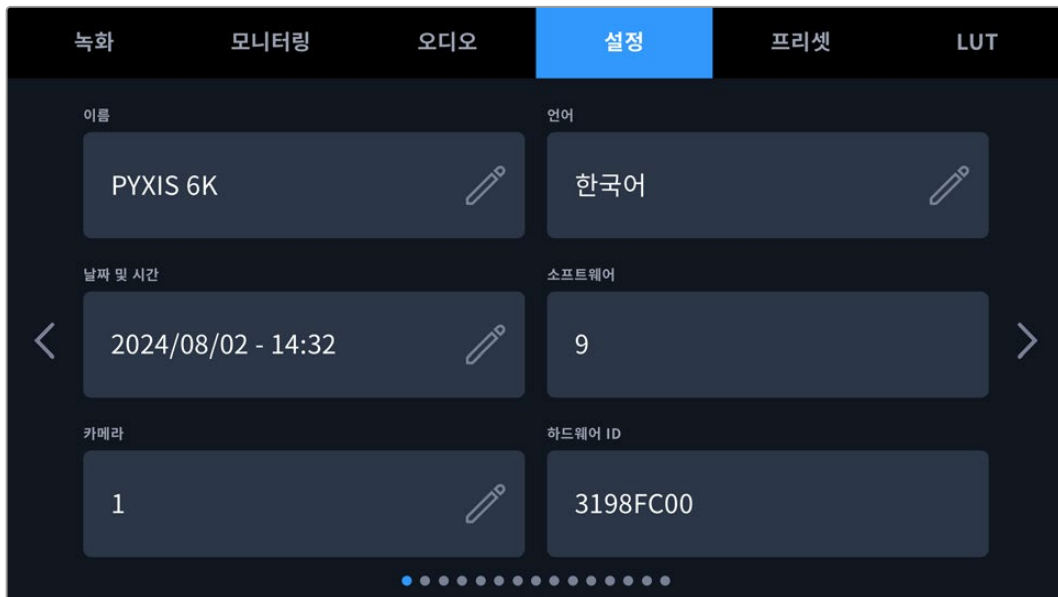 녹화 모니터링 오디오 설정 프리셋 LUT
이름 언어
PYXIS 6K 한국어
날짜 및 시간 소프트웨어
2024/08/02 - 14:32 9
카메라 하드웨어 ID
1 3198FC00